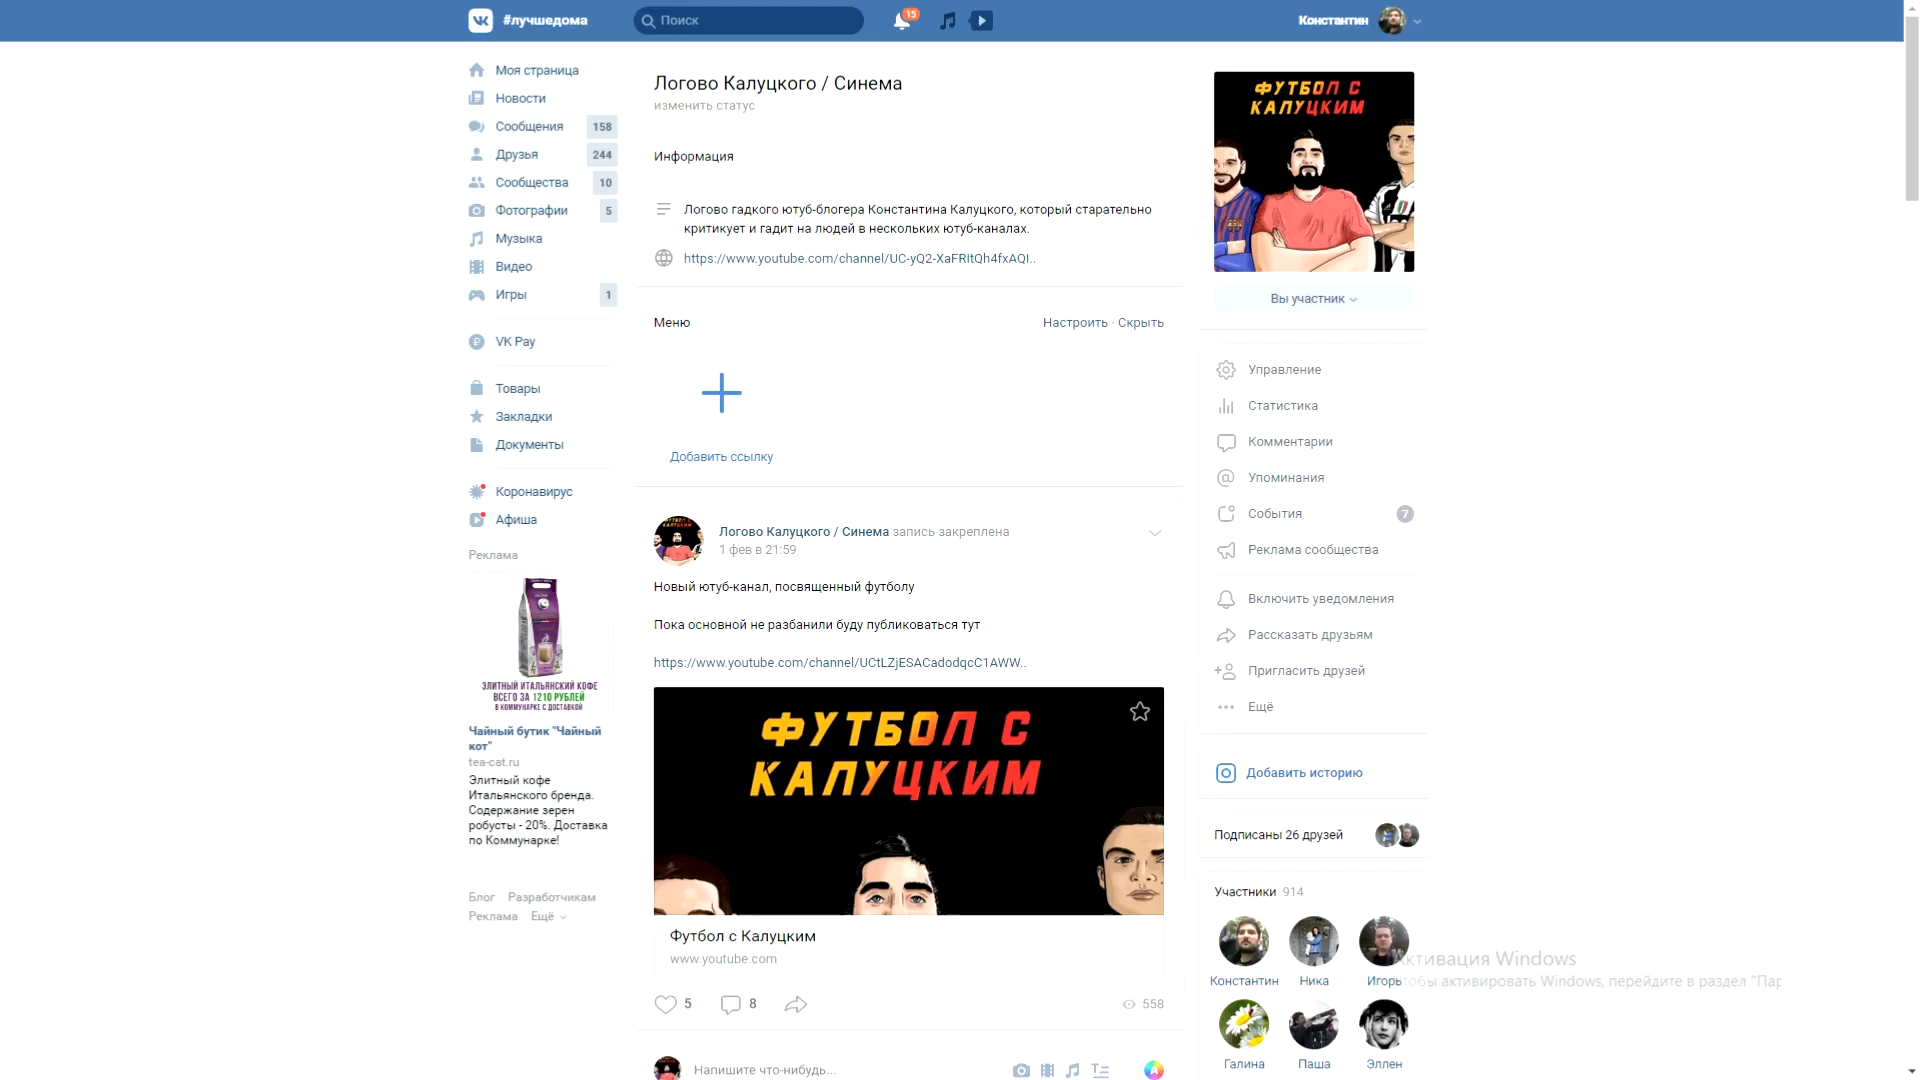 #лучшедома
Поиск
15
Константин
Моя страница
Новости
Сообщения 158
Друзья 244
Сообщества 10
Фотографии 5
Музыка
Видео
Игры 1
VK Pay
Товары
Закладки
Документы
Коронавирус
Афиша
Реклама
ЭЛИТНЫЙ ИТАЛЬЯНСКИЙ КОФЕ
ВСЕГО ЗА 1210 РУБЛЕЙ
В КОММУНАРКЕ С ДОСТАВКОЙ
Чайный бутик "Чайный
кот"
tea-cat.ru
Элитный кофе
Итальянского бренда.
Содержание зерен
робусты - 20%. Доставка
по Коммунарке!
Блог Разработчикам
Реклама Ещё
Логово Калуцкого / Синема
изменить статус
Информация
Логово гадкого ютуб-блогера Константина Калуцкого, который старательно
критикует и гадит на людей в нескольких ютуб-каналах.
https://www.youtube.com/channel/UC-yQ2-XaFRItQh4fxAQI..
Меню
Настроить · Скрыть
Добавить ссылку
Логово Калуцкого / Синема запись закреплена
1 фев в 21:59
Новый ютуб-канал, посвященный футболу
Пока основной не разбанили буду публиковаться тут
https://www.youtube.com/channel/UCtLZjESACadodqcC1AWW..
ФУТБОЛ С
КАЛУЦКИМ
Футбол с Калуцким
www.youtube.com
5 8 558
Напишите что-нибудь...
ФУТБОЛ С
КАЛУЦКИМ
Вы участник
Управление
Статистика
Комментарии
Упоминания
События 7
Реклама сообщества
Включить уведомления
Рассказать друзьям
Пригласить друзей
Ещё
Добавить историю
Подписаны 26 друзей
Участники 914
Константин Ника Игорь
Галина Паша Эллен
Активация Windows
Чтобы активировать Windows, перейдите в раздел "Пар